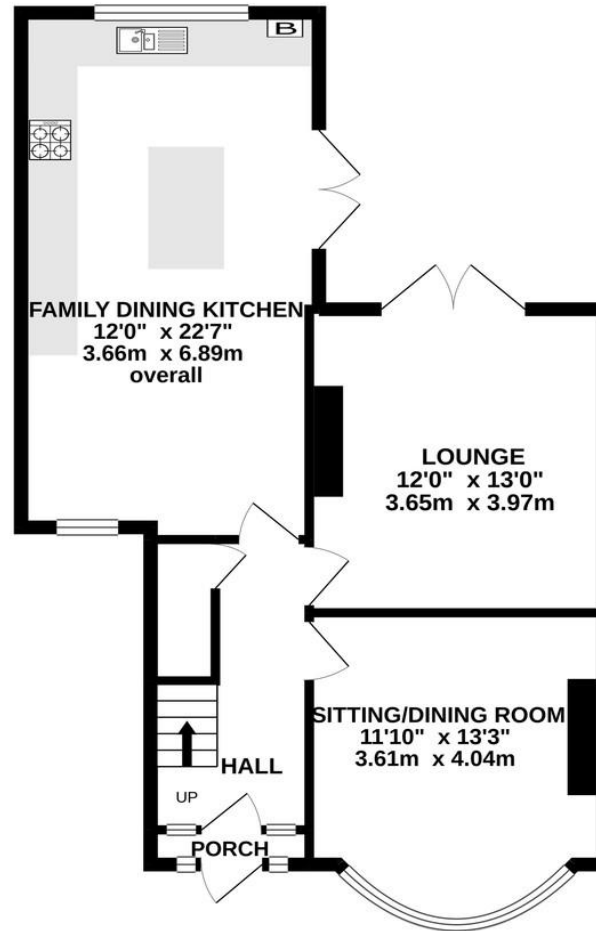 B
FAMILY DINING KITCHEN
12'0" x 22'7"
3.66m x 6.89m
overall
LOUNGE
12'0" x 13'0"
3.65m x 3.97m
SITTING/DINING ROOM
11'10" x 13'3"
3.61m x 4.04m
HALL
UP
PORCH